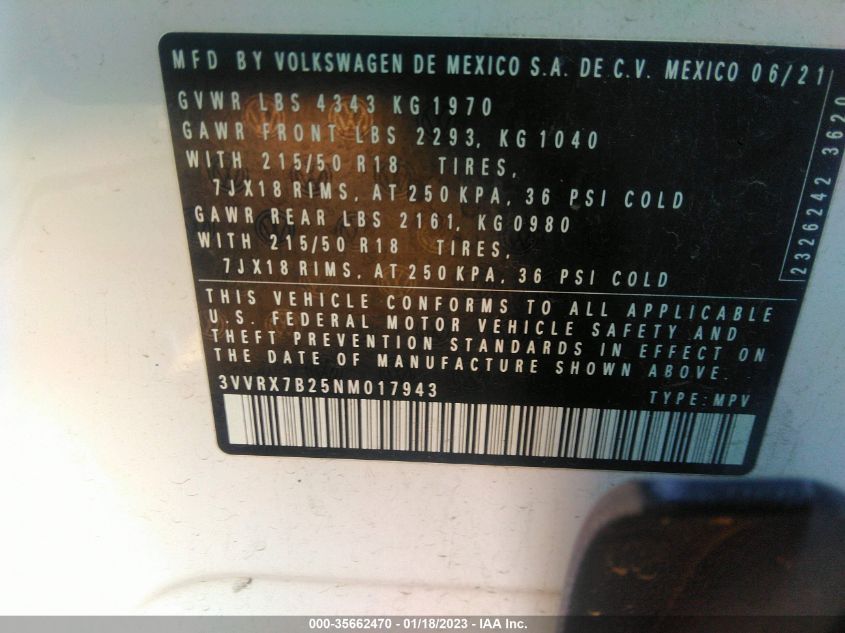 MFD BY VOLKSWAGEN DE MEXICO S.A. DE C.V. MEXICO 06/21
GVWR LBS 4343 KG 1970
GAWR FRONT LBS 2293, KG 1040
WITH 215/50 R18 TIRES,
7JX18 RIMS, AT 250 KPA, 36 PSI COLD
GAWR REAR LBS 2161, KG 0980
WITH 215/50 R18 TIRES,
7JX18 RIMS, AT 250 KPA, 36 PSI COLD
THIS VEHICLE CONFORMS TO ALL APPLICABLE
U.S. FEDERAL MOTOR VEHICLE SAFETY AND
THEFT PREVENTION STANDARDS IN EFFECT ON
THE DATE OF MANUFACTURE SHOWN ABOVE.
3VVRX7B25NM017943
TYPE: MPV
2326242 3620
000-35662470 — 01/18/2023 — IAA Inc.